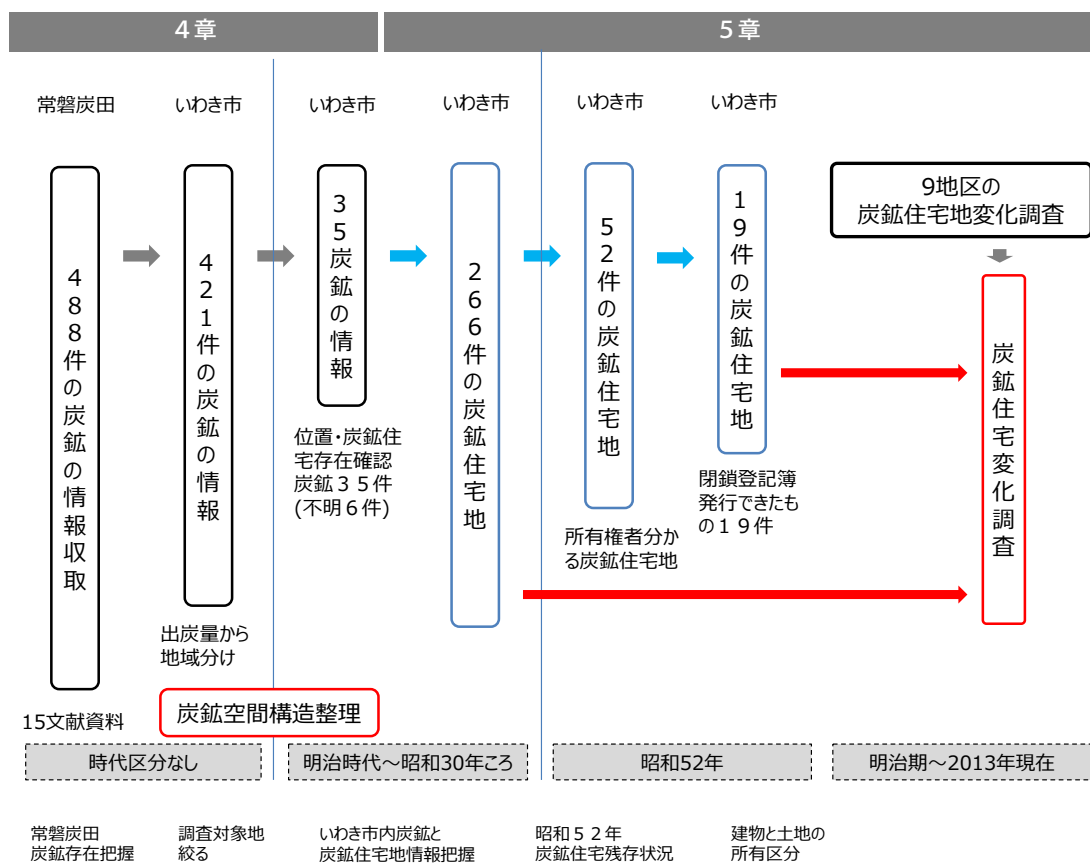 4章
5章
常磐炭田
いわき市
いわき市
いわき市
いわき市
いわき市
488件の炭鉱の情報収取
421件の炭鉱の情報
35炭鉱の情報
266件の炭鉱住宅地
52件の炭鉱住宅地
19件の炭鉱住宅地
9地区の
炭鉱住宅地変化調査
炭鉱住宅変化調査
位置・炭鉱住
宅存在確認
炭鉱３５件
(不明６件)
閉鎖登記簿
発行できたも
の１９件
所有権者分か
る炭鉱住宅地
出炭量から
地域分け
15文献資料
炭鉱空間構造整理
時代区分なし
明治時代～昭和30年ころ
昭和52年
明治期～2013年現在
常磐炭田
炭鉱存在把握
調査対象地
絞る
いわき市内炭鉱と
炭鉱住宅地情報把握
昭和５２年
炭鉱住宅残存状況
建物と土地の
所有区分